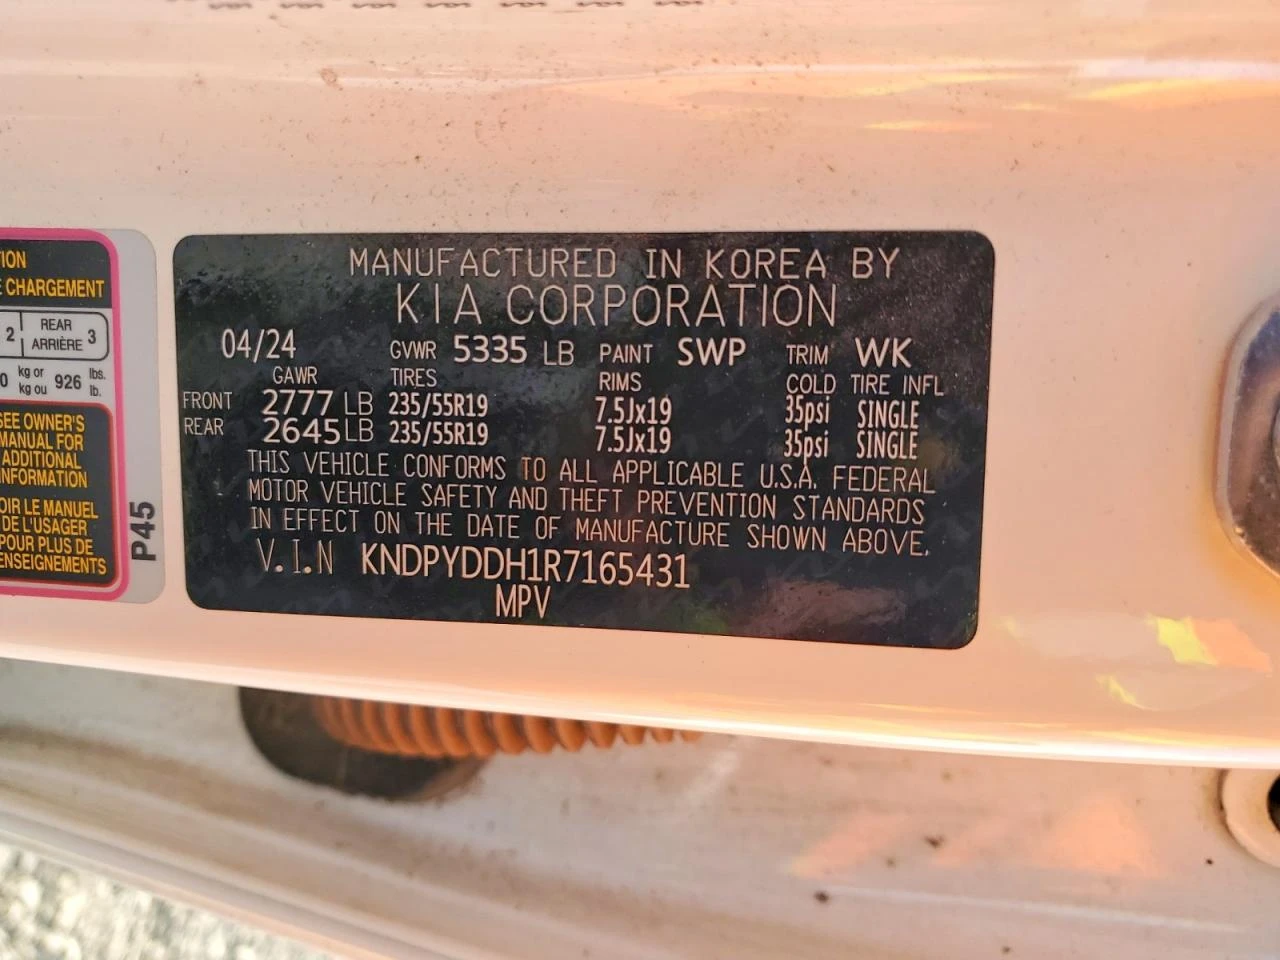 MANUFACTURED IN KOREA BY
KIA CORPORATION
04/24 GVWR 5335 LB PAINT SWP TRIM WK
GAWR TIRES RIMS COLD TIRE INFL
FRONT 2777 LB 235/55R19 7.5Jx19 35psi SINGLE
REAR 2645 LB 235/55R19 7.5Jx19 35psi SINGLE
THIS VEHICLE CONFORMS TO ALL APPLICABLE U.S.A. FEDERAL
MOTOR VEHICLE SAFETY AND THEFT PREVENTION STANDARDS
IN EFFECT ON THE DATE OF MANUFACTURE SHOWN ABOVE.
V.I.N KNDPYDDH1R7165431
MPV
CHARGEMENT
2 REAR 3
ARRIÈRE
kg or 926 lbs.
kg ou lb.
SEE OWNER'S
MANUAL FOR
ADDITIONAL
INFORMATION
LE MANUEL
DE L'USAGER
POUR PLUS DE
P45